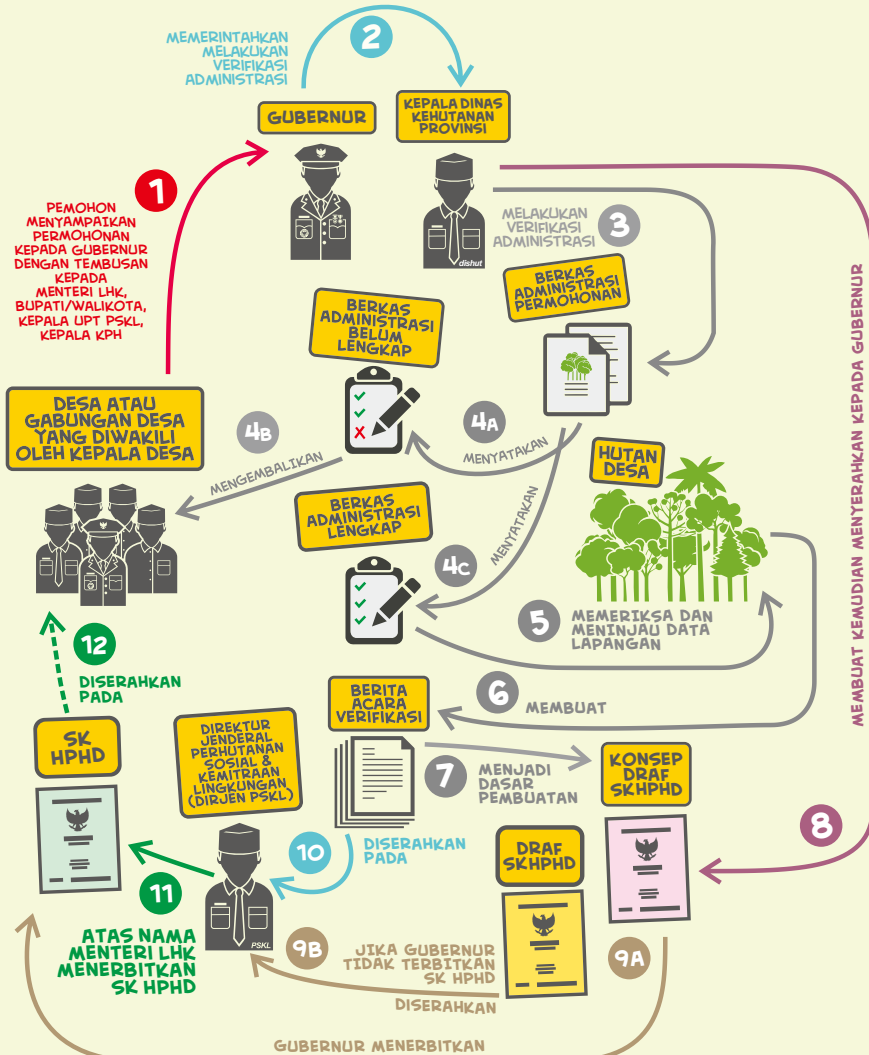 MEMERINTAHKAN
MELAKUKAN
VERIFIKASI
ADMINISTRASI
2
GUBERNUR
KEPALA DINAS
KEHUTANAN
PROVINSI
1
PEMOHON
MENYAMPAIKAN
PERMOHONAN
KEPADA GUBERNUR
DENGAN TEMBUSAN
KEPADA
MENTERI LHK,
BUPATI/WALIKOTA,
KEPALA UPT PSKL,
KEPALA KPH
dishut
MELAKUKAN
VERIFIKASI
ADMINISTRASI
3
BERKAS
ADMINISTRASI
PERMOHONAN
BERKAS
ADMINISTRASI
BELUM
LENGKAP
DESA ATAU
GABUNGAN DESA
YANG DIWAKILI
OLEH KEPALA DESA
4B
MENGEMBALIKAN
4A
MENYATAKAN
HUTAN
DESA
BERKAS
ADMINISTRASI
LENGKAP
MENYATAKAN
4C
5
MEMERIKSA DAN
MENINJAU DATA
LAPANGAN
MEMBUAT KEMUDIAN MENYERAHKAN KEPADA GUBERNUR
12
DISERAHKAN
PADA
6
MEMBUAT
BERITA
ACARA
VERIFIKASI
SK
HPHD
DIREKTUR
JENDERAL
PERHUTANAN
SOSIAL &
KEMITRAAN
LINGKUNGAN
(DIRJEN PSKL)
7
MENJADI
DASAR
PEMBUATAN
KONSEP
DRAF
SKHPHD
8
10
DISERAHKAN
PADA
DRAF
SKHPHD
11
ATAS NAMA
MENTERI LHK
MENERBITKAN
SK HPHD
PSKL
9B
JIKA GUBERNUR
TIDAK TERBITKAN
SK HPHD
DISERAHKAN
9A
GUBERNUR MENERBITKAN